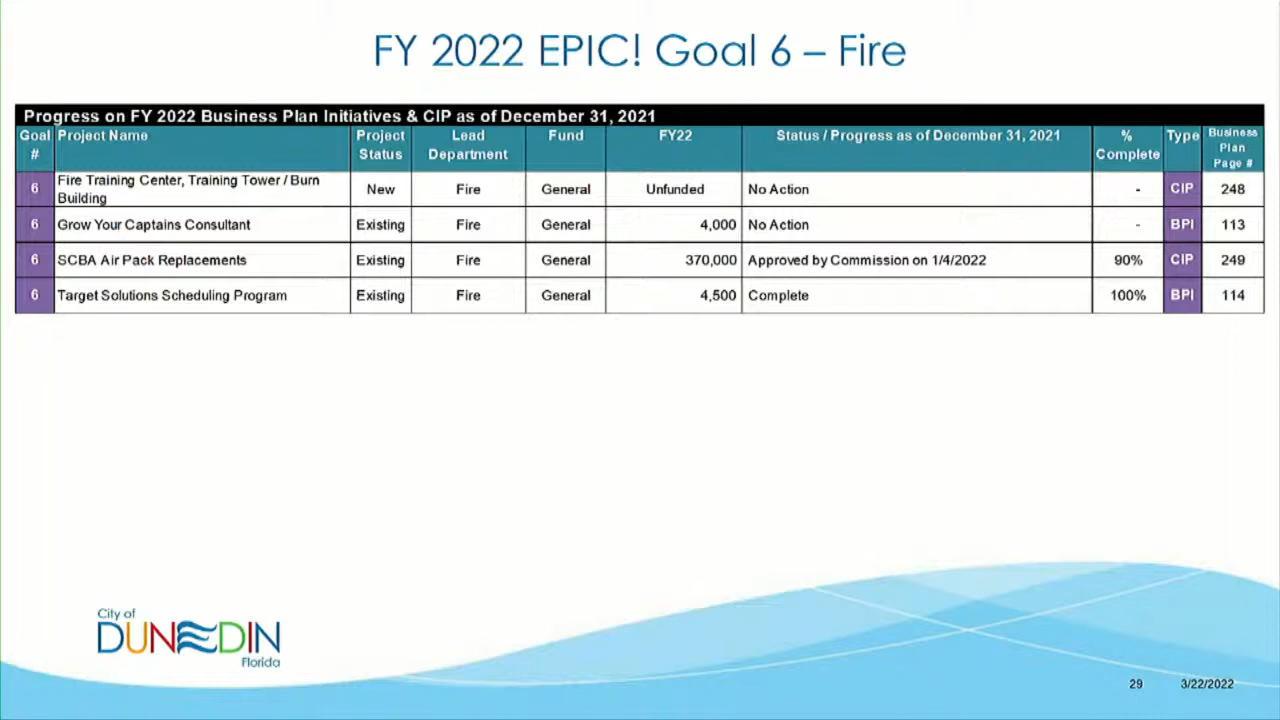 FY 2022 EPIC! Goal 6 – Fire
Progress on FY 2022 Business Plan Initiatives & CIP as of December 31, 2021
Goal # Project Name Project Status Lead Department Fund FY22 Status / Progress as of December 31, 2021 % Complete Type Business Plan Page #
6 Fire Training Center, Training Tower / Burn Building New Fire General Unfunded No Action - CIP 248
6 Grow Your Captains Consultant Existing Fire General 4,000 No Action - BPI 113
6 SCBA Air Pack Replacements Existing Fire General 370,000 Approved by Commission on 1/4/2022 90% CIP 249
6 Target Solutions Scheduling Program Existing Fire General 4,500 Complete 100% BPI 114
City of
DUNEDIN
Florida
29 3/22/2022